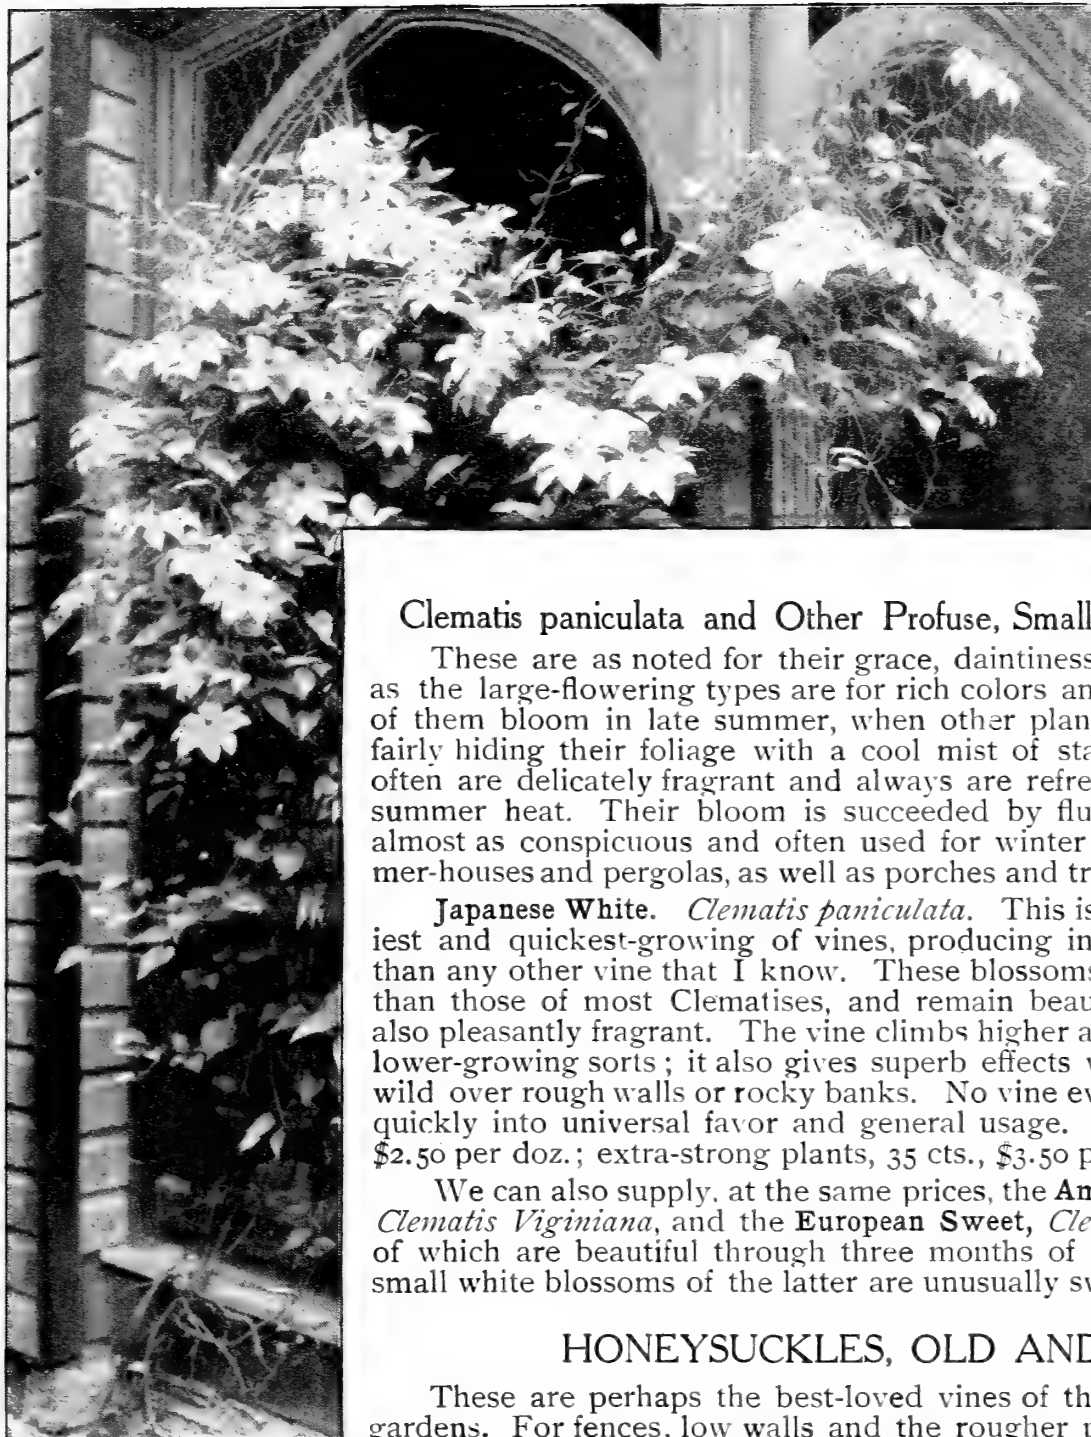 Clematis paniculata and Other Profuse, Small
These are as noted for their grace, daintiness
as the large-flowering types are for rich colors an
of them bloom in late summer, when other plan
fairly hiding their foliage with a cool mist of sta
often are delicately fragrant and always are refre
summer heat. Their bloom is succeeded by flu
almost as conspicuous and often used for winter
mer-houses and pergolas, as well as porches and tr
Japanese White. Clematis paniculata. This is
iest and quickest-growing of vines, producing in
than any other vine that I know. These blossoms
than those of most Clematises, and remain beau
also pleasantly fragrant. The vine climbs higher a
lower-growing sorts; it also gives superb effects
wild over rough walls or rocky banks. No vine ev
quickly into universal favor and general usage.
$2.50 per doz.; extra-strong plants, 35 cts., $3.50 p
We can also supply, at the same prices, the Am
Clematis Viginiana, and the European Sweet, Cle
of which are beautiful through three months of
small white blossoms of the latter are unusually sw
HONEYSUCKLES, OLD AND
These are perhaps the best-loved vines of th
gardens. For fences, low walls and the rougher